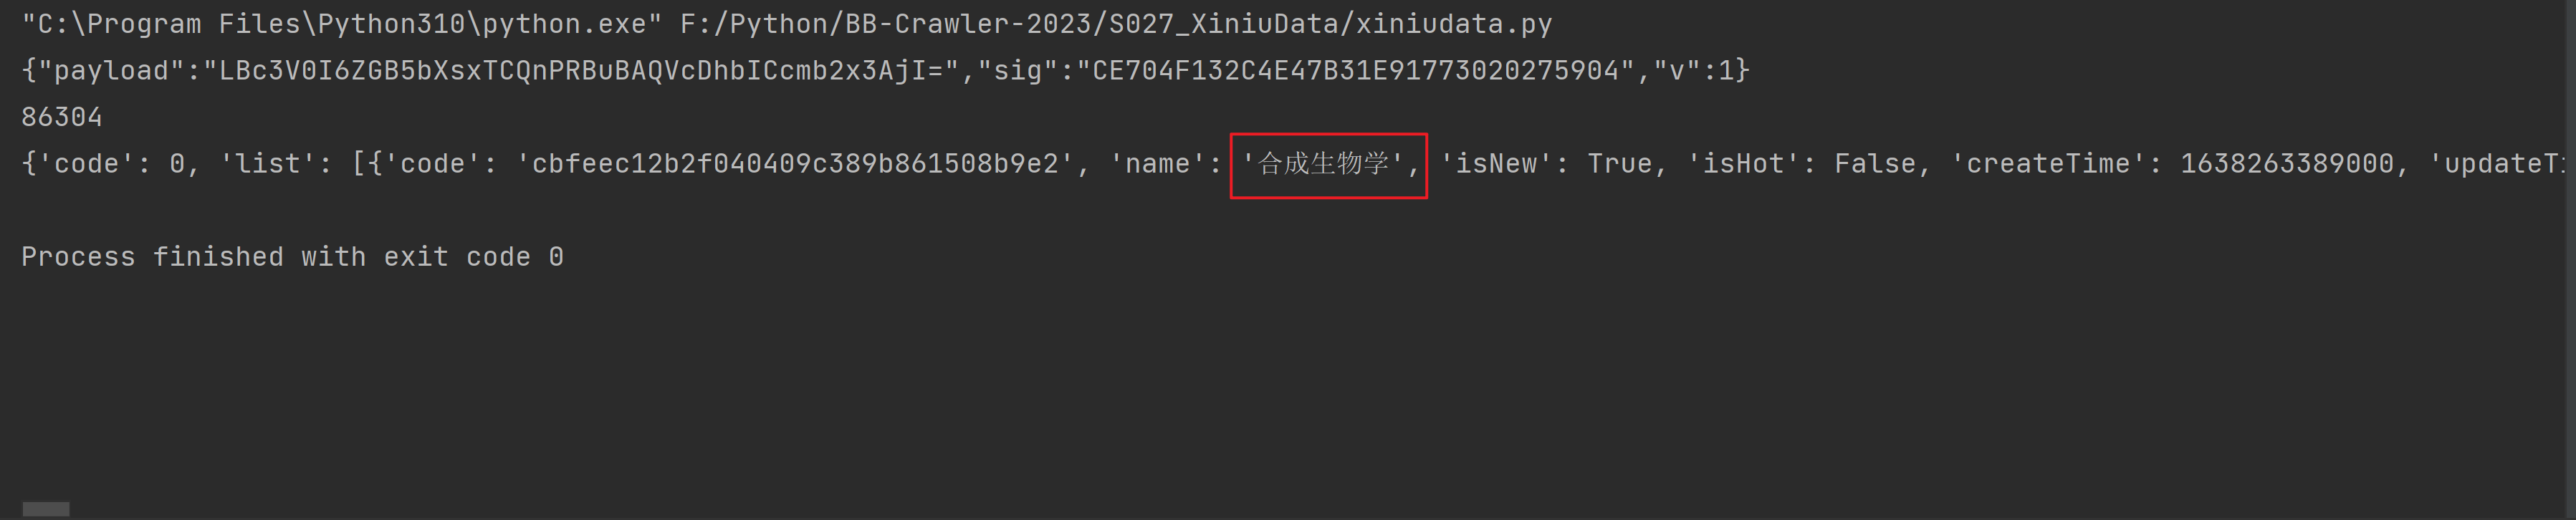 "C:\Program Files\Python310\python.exe" F:/Python/BB-Crawler-2023/S027_XiniuData/xiniudata.py
{"payload":"LBc3V0I6ZGB5bXsxTCQnPRBuBAQVcDhbICcmb2x3AjI=","sig":"CE704F132C4E47B31E91773020275904","v":1}
86304
{'code': 0, 'list': [{'code': 'cbfeec12b2f040409c389b861508b9e2', 'name': '合成生物学', 'isNew': True, 'isHot': False, 'createTime': 1638263389000, 'updateTi
Process finished with exit code 0